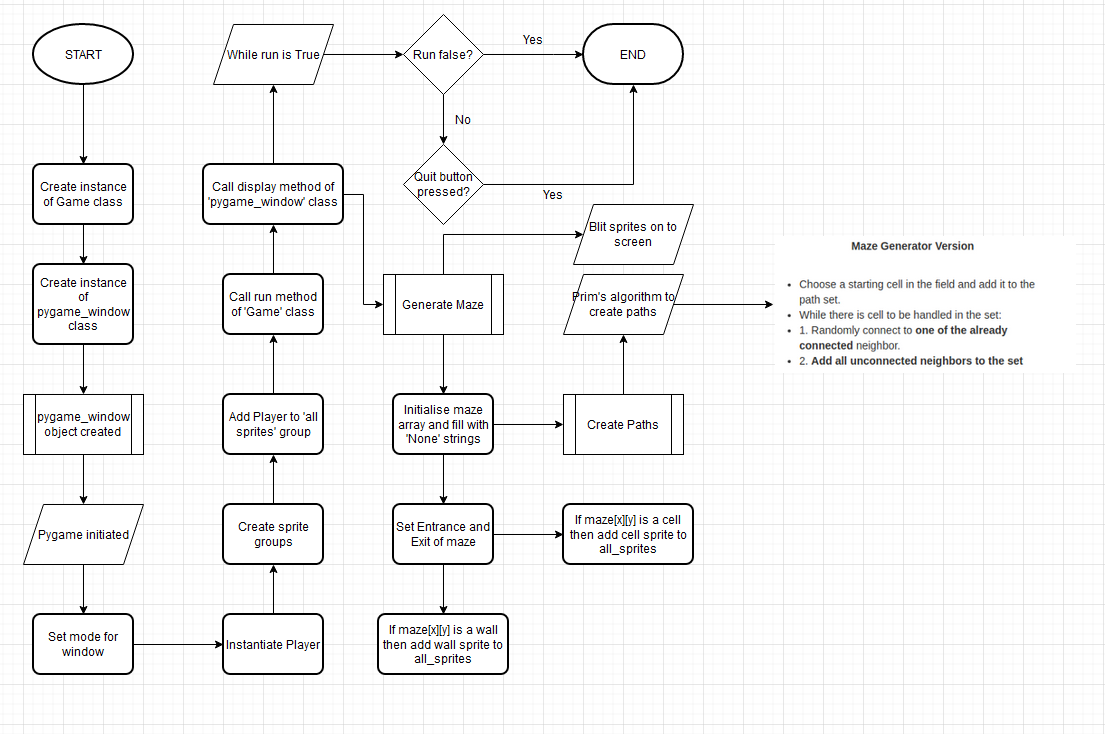 START
Create instance
of Game class
Create instance
of
pygame_window
class
pygame_window
object created
Pygame initiated
Set mode for
window
Instantiate Player
Create sprite
groups
Add Player to 'all
sprites' group
Call run method
of 'Game' class
Call display method of
'pygame_window' class
While run is True
Run false?
Yes
END
No
Quit button
pressed?
Yes
Generate Maze
Blit sprites on to
screen
Initialise maze
array and fill with
'None' strings
Create Paths
Prim's algorithm to
create paths
Maze Generator Version
• Choose a starting cell in the field and add it to the
path set.
• While there is cell to be handled in the set:
• 1. Randomly connect to one of the already
connected neighbor.
• 2. Add all unconnected neighbors to the set
Set Entrance and
Exit of maze
If maze[x][y] is a cell
then add cell sprite to
all_sprites
If maze[x][y] is a wall
then add wall sprite to
all_sprites